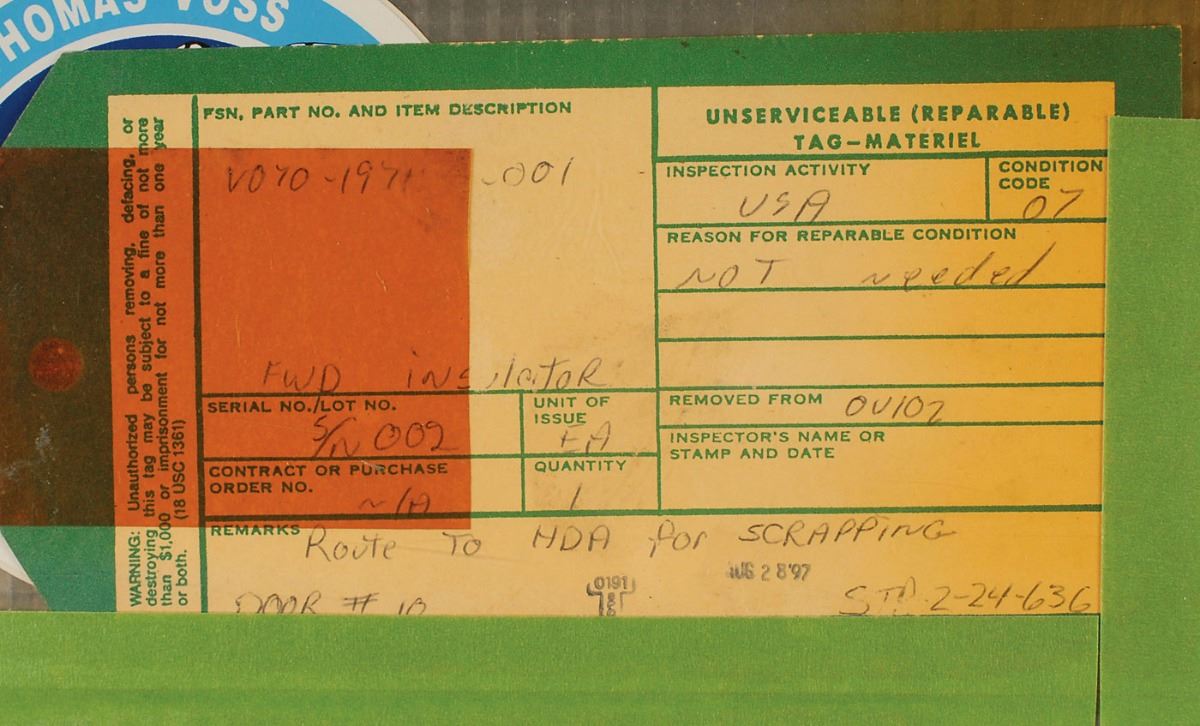 THOMAS VOSS
FSN, PART NO. AND ITEM DESCRIPTION
-001
FWD insulator
SERIAL NO./LOT NO.
S/N 002
UNIT OF
ISSUE
EA
CONTRACT OR PURCHASE
ORDER NO.
N/A
QUANTITY
1
UNSERVICEABLE (REPARABLE)
TAG—MATERIEL
INSPECTION ACTIVITY
USA
CONDITION
CODE
07
REASON FOR REPARABLE CONDITION
NOT needed
REMOVED FROM OV102
INSPECTOR'S NAME OR
STAMP AND DATE
REMARKS Route To HDA for SCRAPPING
AUG 28 '97
0191
DOOR # 10
2-24-636
WARNING: Unauthorized persons removing, defacing, or
destroying this tag may be subject to a fine of not more
than $1,000 or imprisonment for not more than one year
or both. (18 USC 1361)